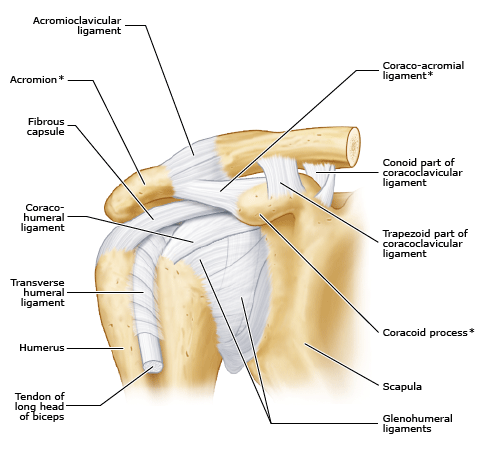 Acromioclavicular
ligament
Acromion*
Fibrous
capsule
Coraco-
humeral
ligament
Transverse
humeral
ligament
Humerus
Tendon of
long head
of biceps
Coraco-acromial
ligament*
Conoid part of
coracoclavicular
ligament
Trapezoid part of
coracoclavicular
ligament
Coracoid process*
Scapula
Glenohumeral
ligaments